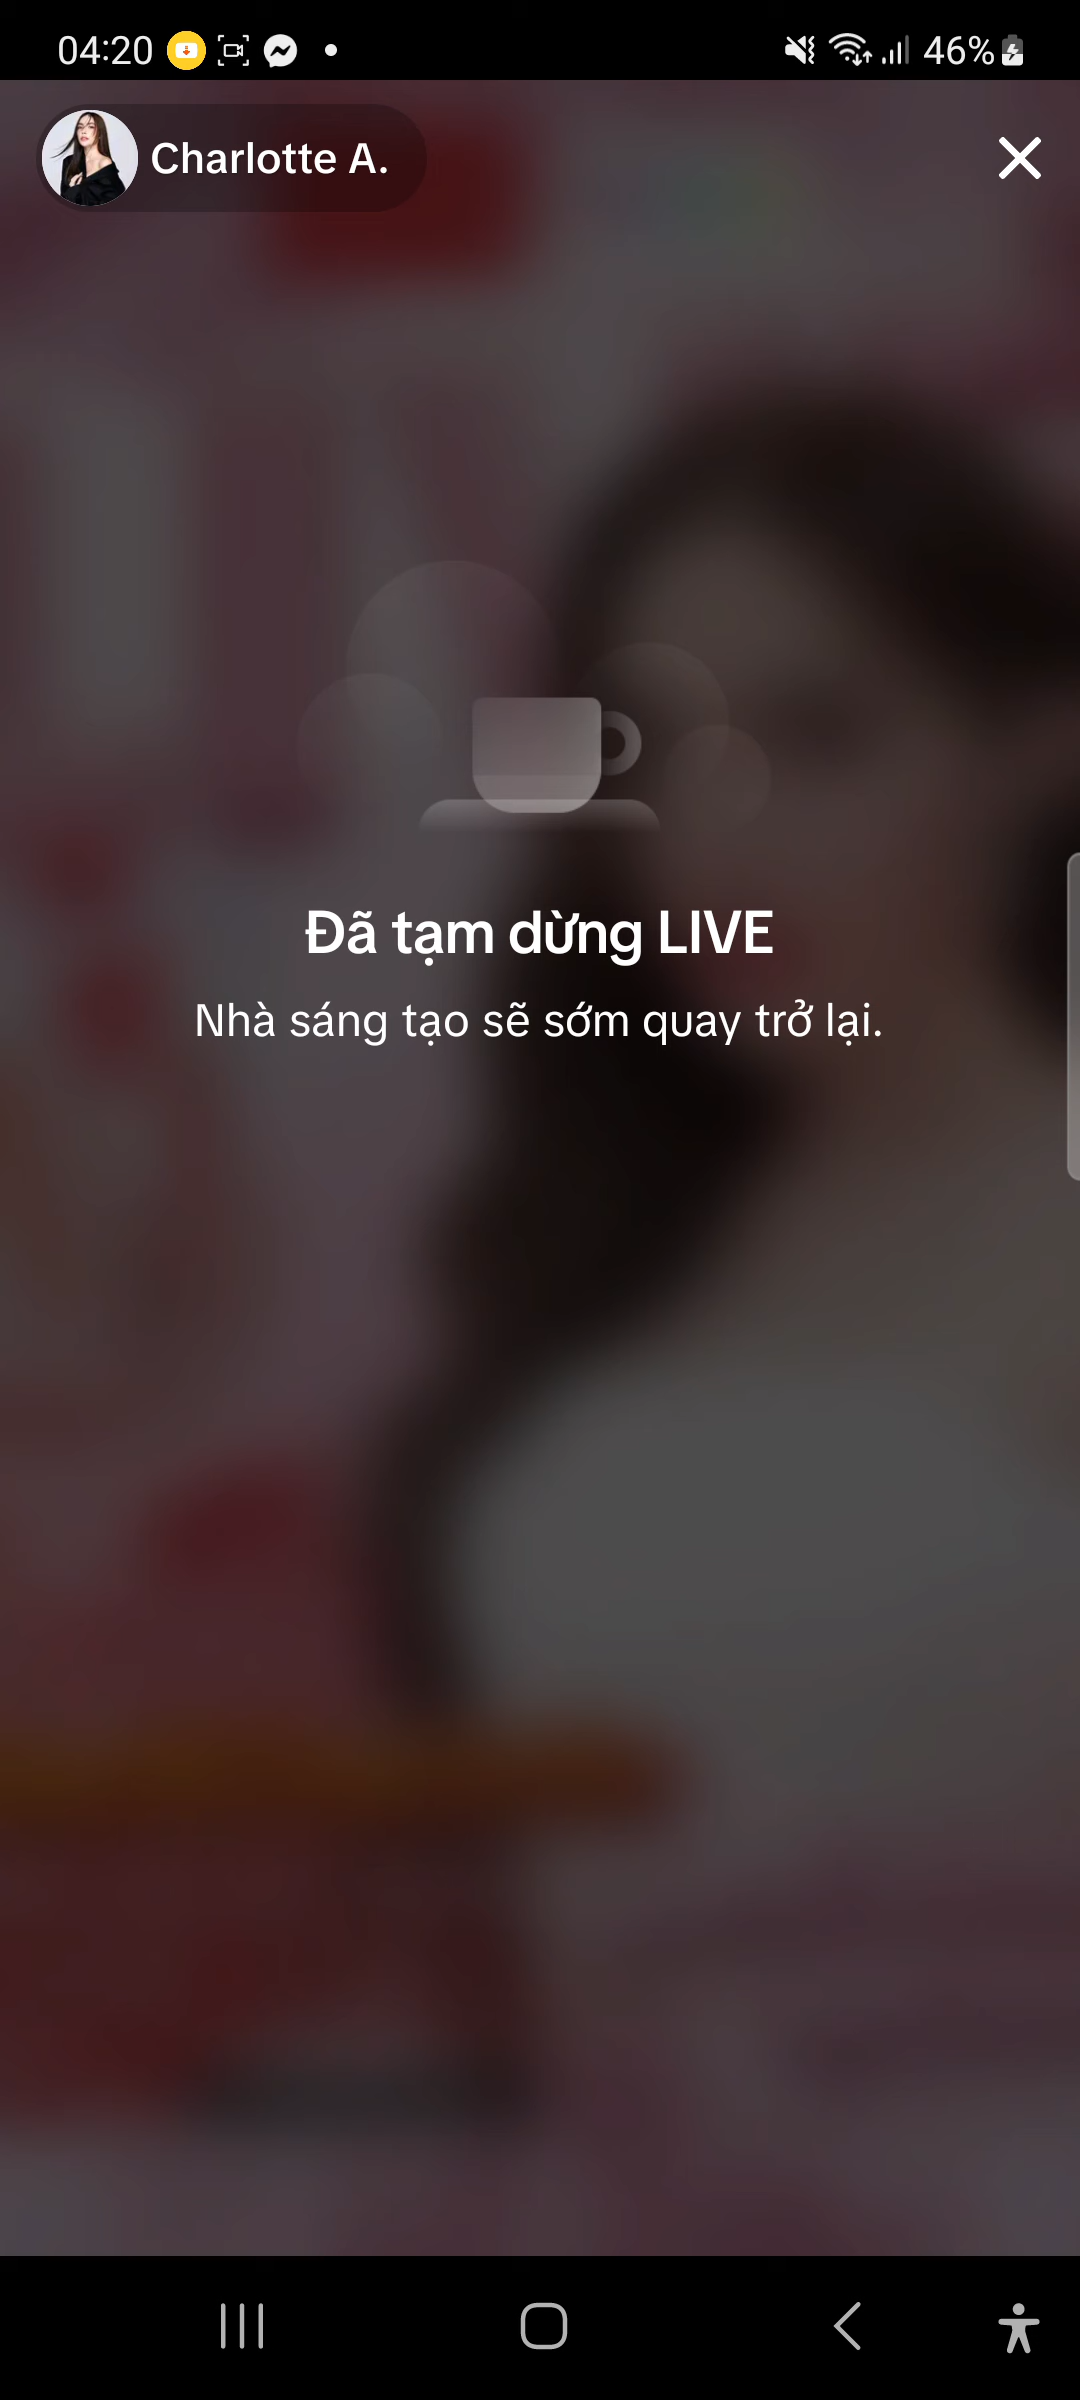 04:20
46%
Charlotte A.
Đã tạm dừng LIVE
Nhà sáng tạo sẽ sớm quay trở lại.